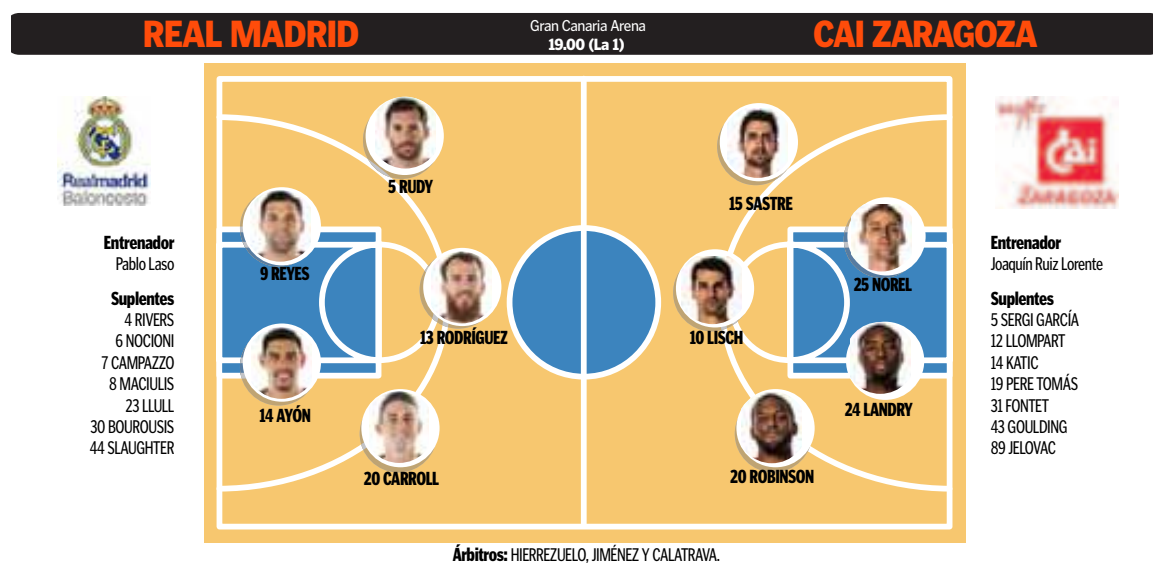 REAL MADRID
Gran Canaria Arena
19.00 (La 1)
CAI ZARAGOZA
Realmadrid
Baloncesto
Entrenador
Pablo Laso
Suplentes
4 RIVERS
6 NOCIONI
7 CAMPAZZO
8 MACIULIS
23 LLULL
30 BOUROUSIS
44 SLAUGHTER
5 RUDY
9 REYES
13 RODRÍGUEZ
14 AYÓN
20 CARROLL
15 SASTRE
25 NOREL
10 LISCH
24 LANDRY
20 ROBINSON
Cai
ZARAGOZA
Entrenador
Joaquín Ruiz Lorente
Suplentes
5 SERGI GARCÍA
12 LLOMPART
14 KATIC
19 PERE TOMÁS
31 FONTET
43 GOULDING
89 JELOVAC
Árbitros: HIERREZUELO, JIMÉNEZ Y CALATRAVA.